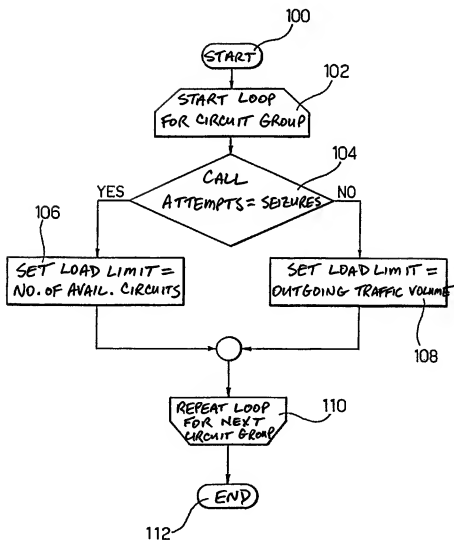 100
START
102
START LOOP
FOR CIRCUIT GROUP
104
CALL
ATTEMPTS = SEIZURES
YES
NO
106
SET LOAD LIMIT =
NO. OF AVAIL. CIRCUITS
SET LOAD LIMIT =
OUTGOING TRAFFIC VOLUME
108
REPEAT LOOP
FOR NEXT
CIRCUIT GROUP
110
END
112